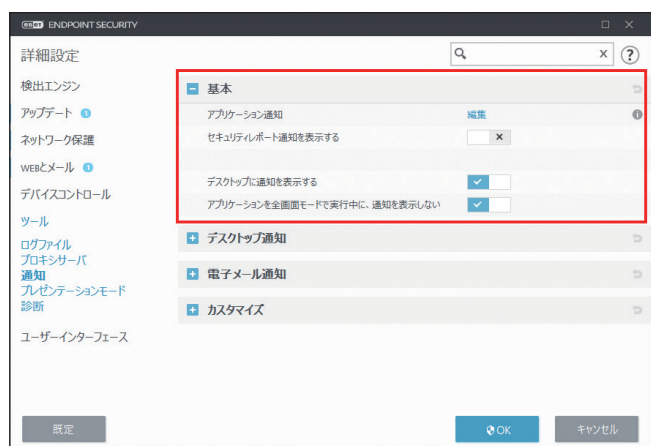 eset ENDPOINT SECURITY
詳細設定
検出エンジン
アップデート 1
ネットワーク保護
WEBとメール 1
デバイスコントロール
ツール
ログファイル
プロキシサーバ
通知
プレゼンテーションモード
診断
ユーザーインターフェース
基本
アプリケーション通知 編集
セキュリティレポート通知を表示する
デスクトップに通知を表示する
アプリケーションを全画面モードで実行中に、通知を表示しない
デスクトップ通知
電子メール通知
カスタマイズ
既定
OK
キャンセル